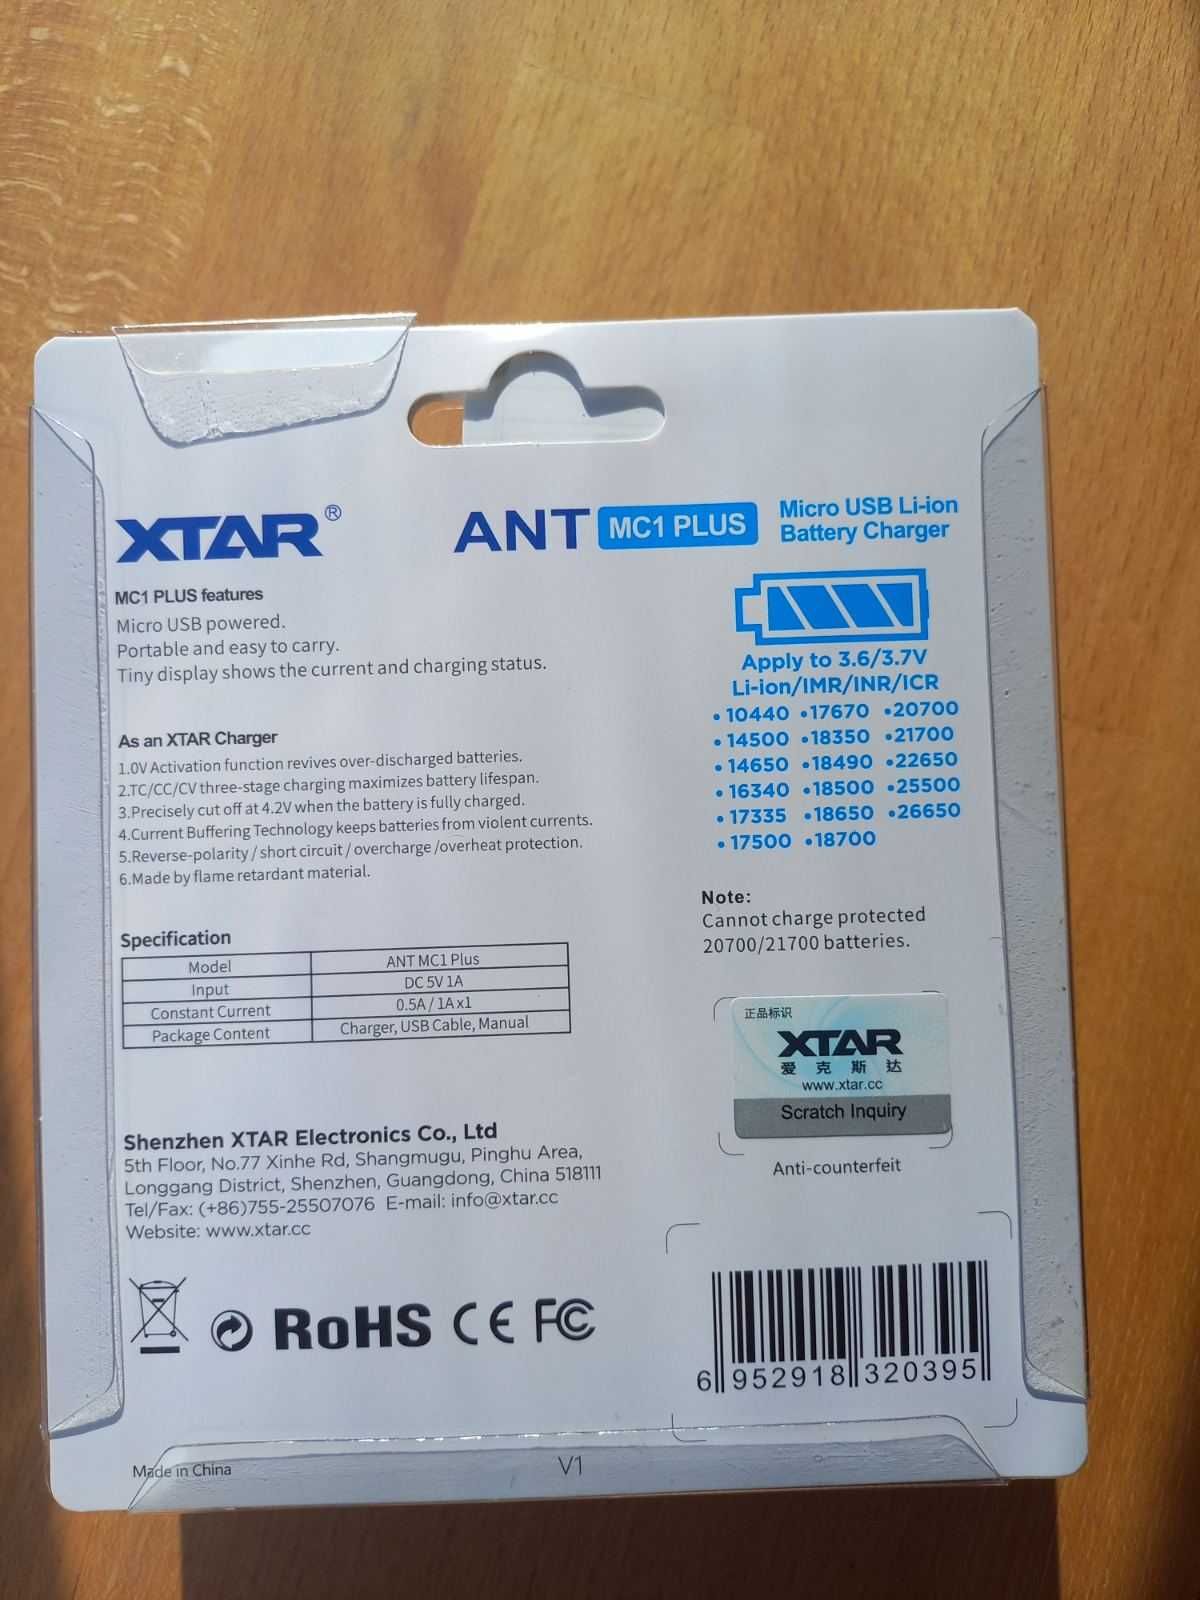 XTAR®
ANT MC1 PLUS
Micro USB Li-ion
Battery Charger
MC1 PLUS features
Micro USB powered.
Portable and easy to carry.
Tiny display shows the current and charging status.
As an XTAR Charger
1.0V Activation function revives over-discharged batteries.
2.TC/CC/CV three-stage charging maximizes battery lifespan.
3.Precisely cut off at 4.2V when the battery is fully charged.
4.Current Buffering Technology keeps batteries from violent currents.
5.Reverse-polarity / short circuit / overcharge /overheat protection.
6.Made by flame retardant material.
Specification
Model ANT MC1 Plus
Input DC 5V 1A
Constant Current 0.5A / 1A x1
Package Content Charger, USB Cable, Manual
Apply to 3.6/3.7V
Li-ion/IMR/INR/ICR
• 10440 • 17670 • 20700
• 14500 • 18350 • 21700
• 14650 • 18490 • 22650
• 16340 • 18500 • 25500
• 17335 • 18650 • 26650
• 17500 • 18700
Note:
Cannot charge protected
20700/21700 batteries.
正品标识
XTAR
爱克斯达
www.xtar.cc
Scratch Inquiry
Anti-counterfeit
Shenzhen XTAR Electronics Co., Ltd
5th Floor, No.77 Xinhe Rd, Shangmugu, Pinghu Area,
Longgang District, Shenzhen, Guangdong, China 518111
Tel/Fax: (+86)755-25507076 E-mail: info@xtar.cc
Website: www.xtar.cc
RoHS CE FC
6 952918 320395
Made in China
V1